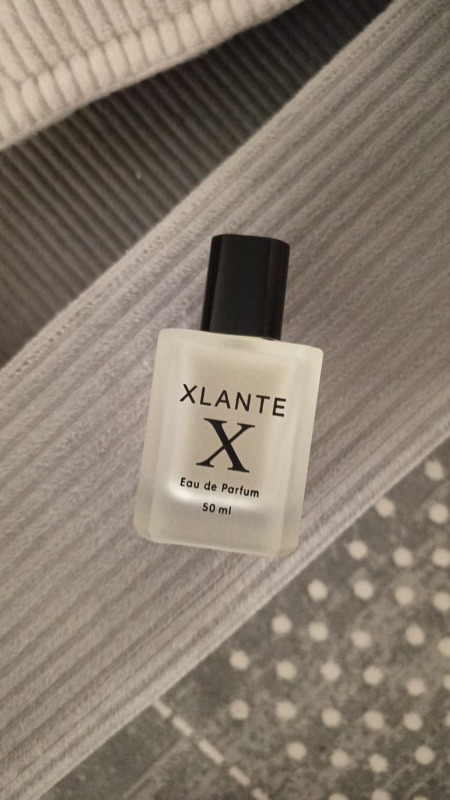 XLANTE
X
Eau de Parfum
50 ml